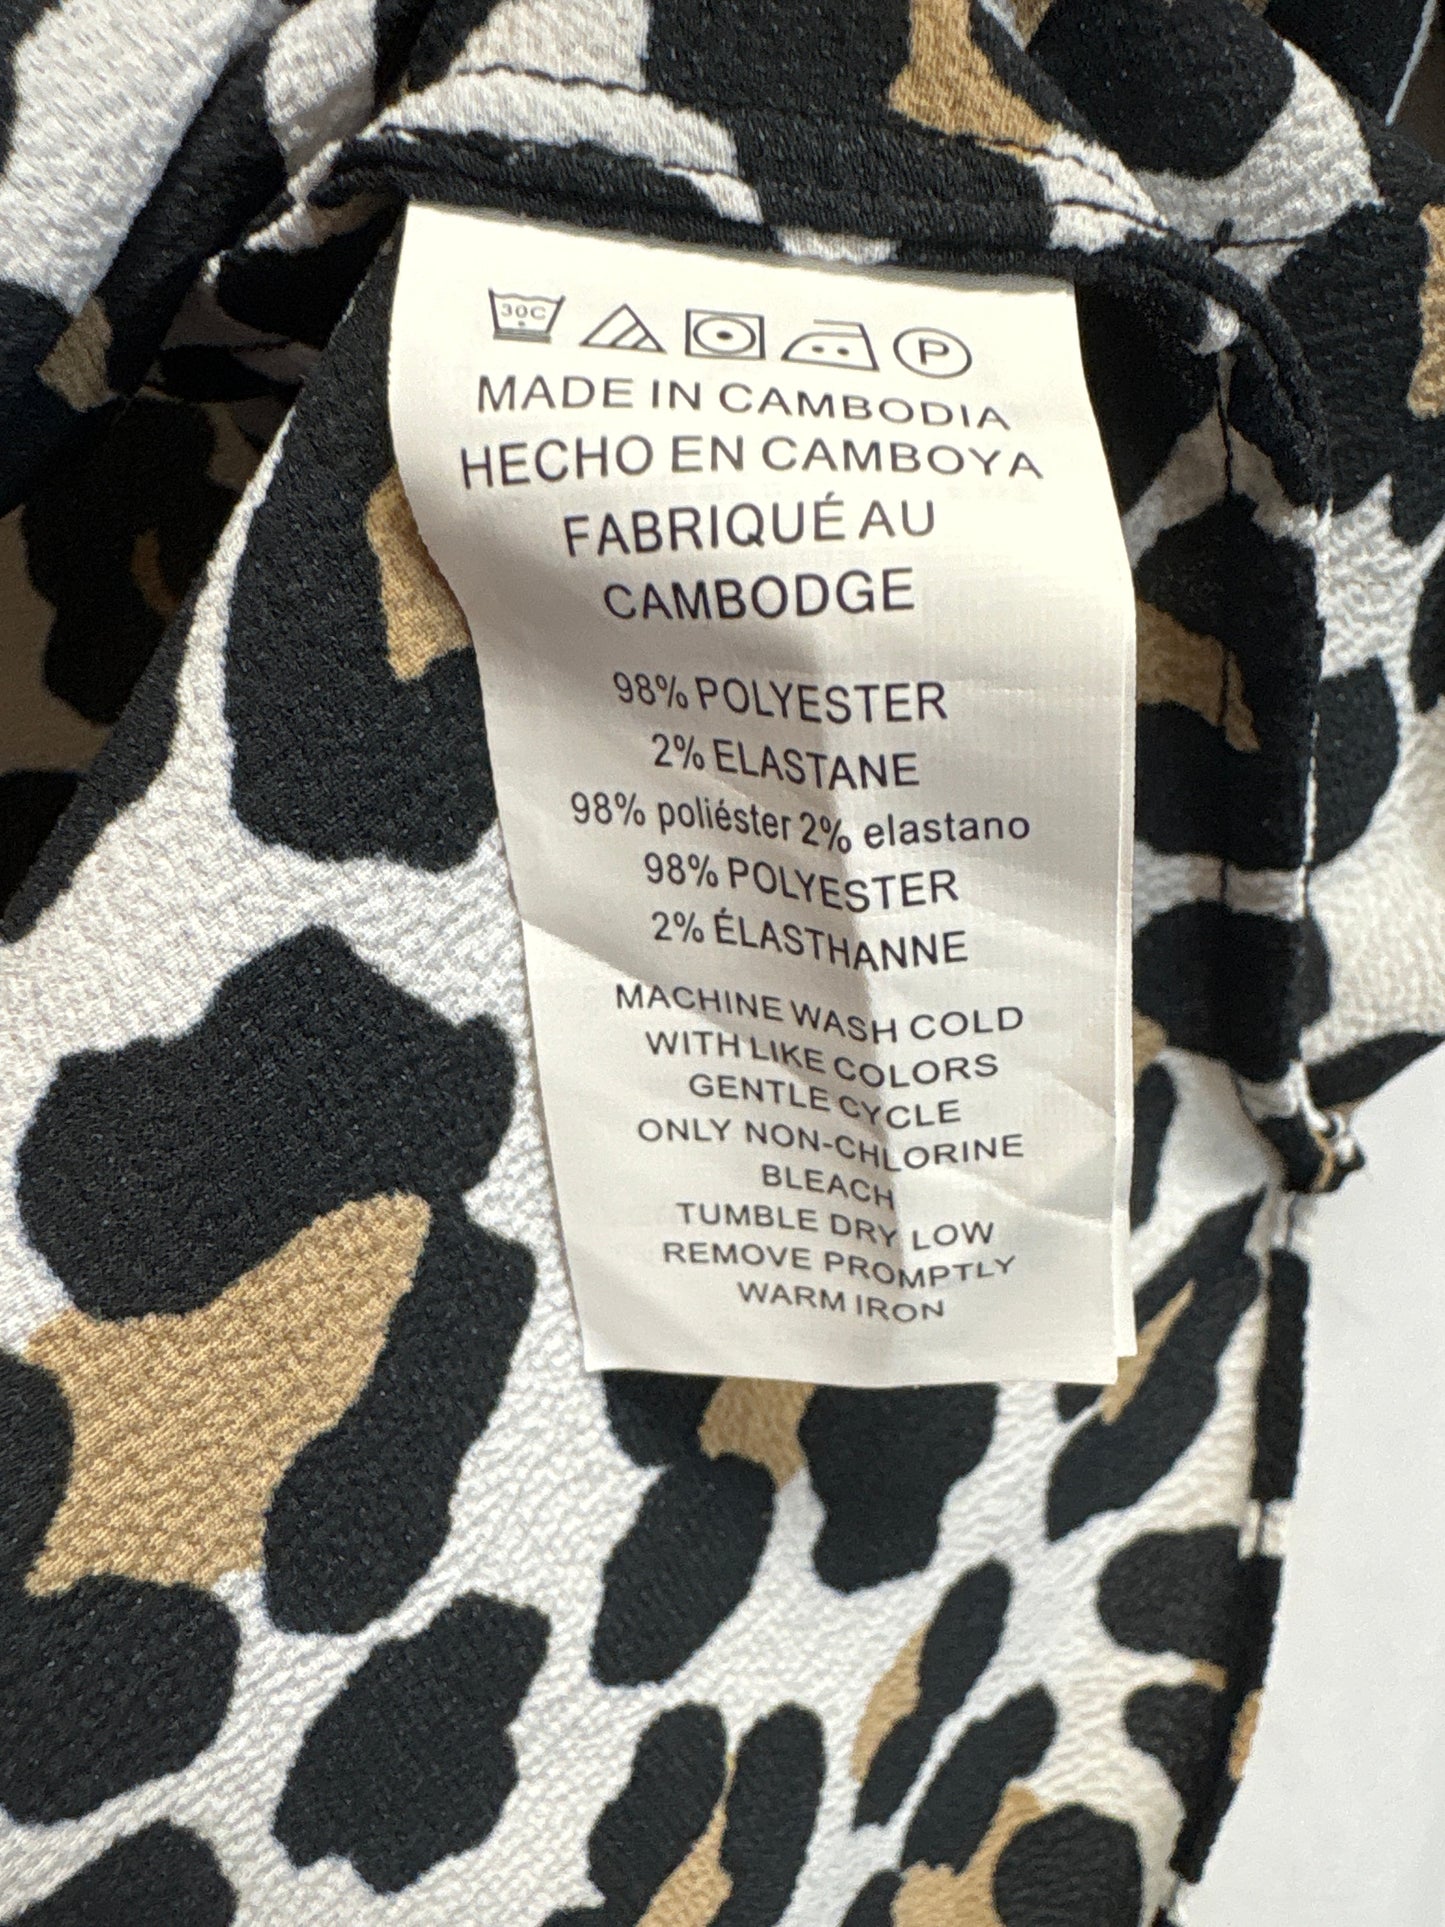 30C
P
MADE IN CAMBODIA
HECHO EN CAMBOYA
FABRIQUÉ AU
CAMBODGE
98% POLYESTER
2% ELASTANE
98% poliéster 2% elastano
98% POLYESTER
2% ÉLASTHANNE
MACHINE WASH COLD
WITH LIKE COLORS
GENTLE CYCLE
ONLY NON-CHLORINE
BLEACH
TUMBLE DRY LOW
REMOVE PROMPTLY
WARM IRON